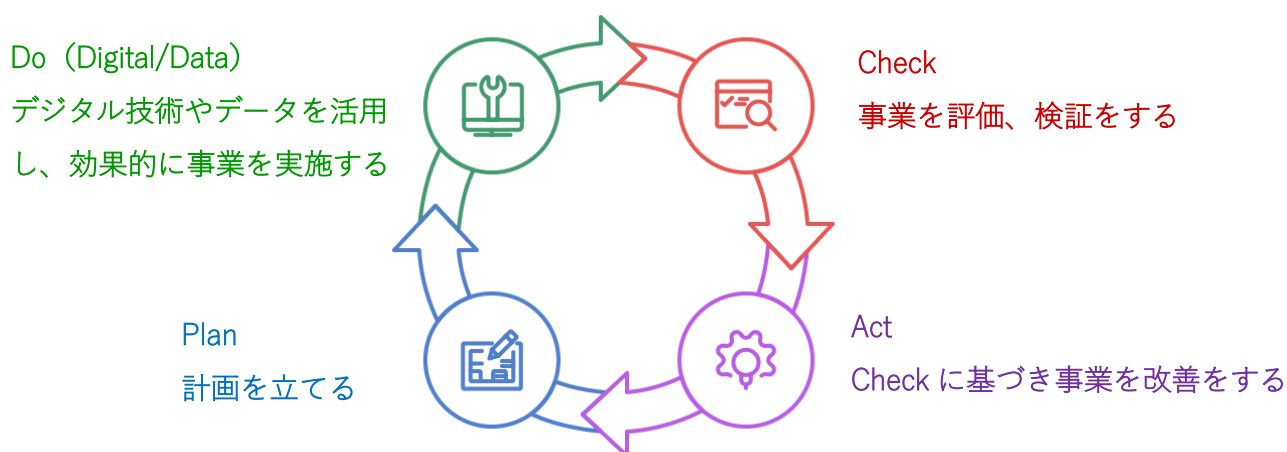 Do（Digital/Data）
デジタル技術やデータを活用
し、効果的に事業を実施する
Check
事業を評価、検証をする
Plan
計画を立てる
Act
Check に基づき事業を改善をする